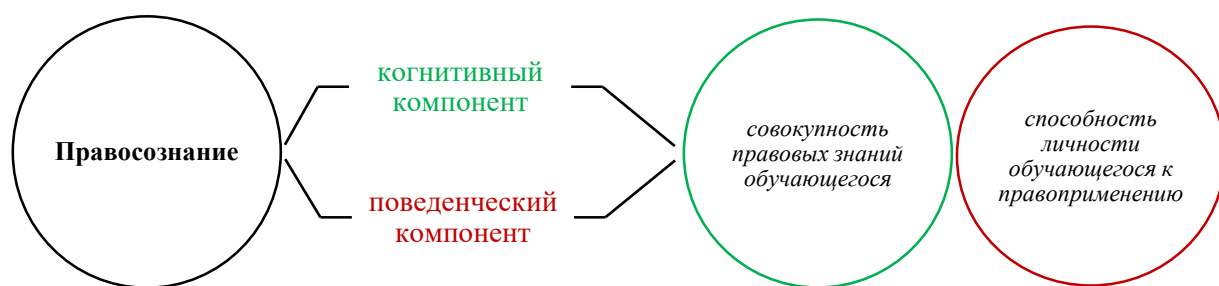 Правосознание
когнитивный
компонент
поведенческий
компонент
совокупность
правовых знаний
обучающегося
способность
личности
обучающегося к
правоприменению